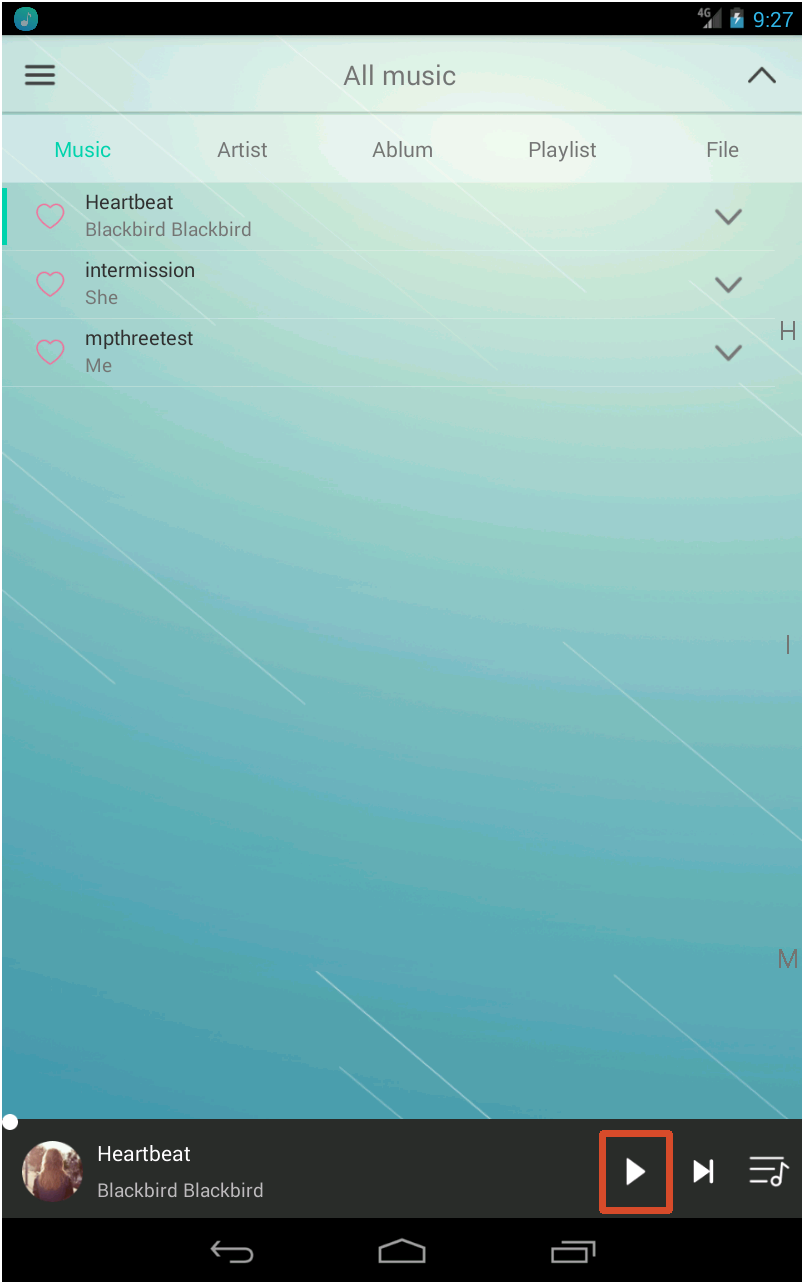 4G 9:27
All music
Music Artist Ablum Playlist File
Heartbeat
Blackbird Blackbird
intermission
She
H
mpthreetest
Me
I
M
Heartbeat
Blackbird Blackbird